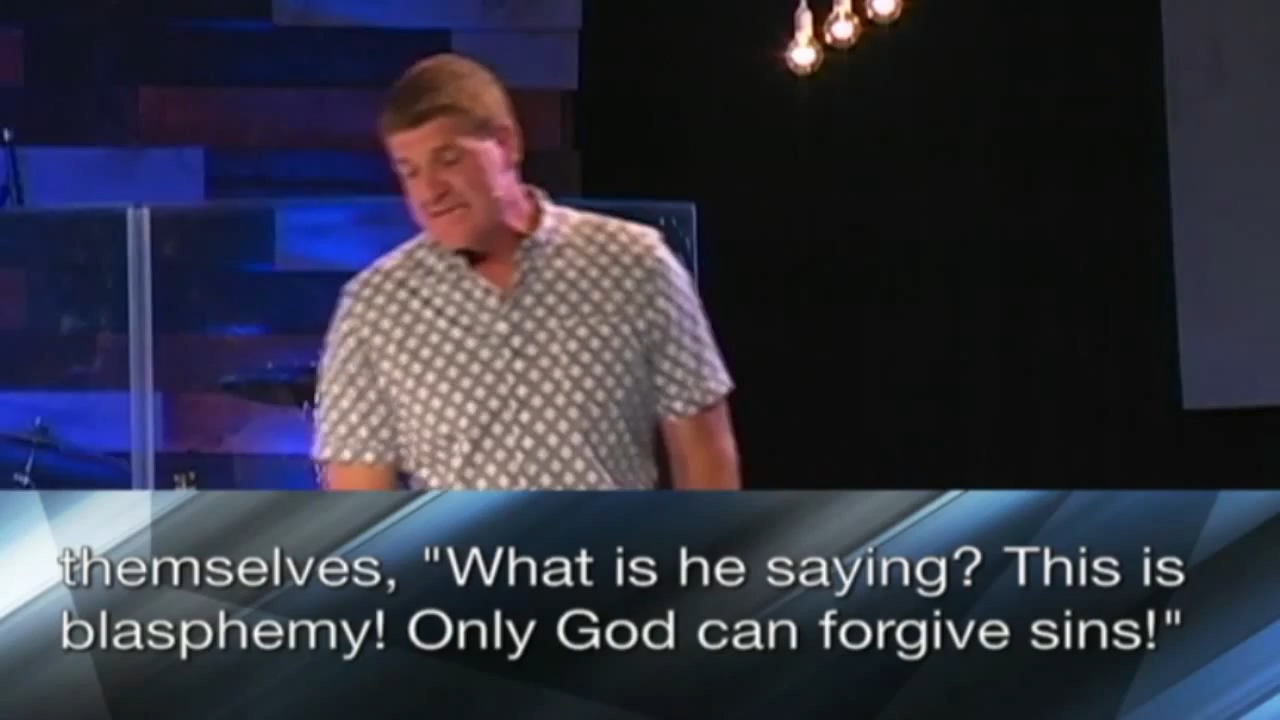 themselves, "What is he saying? This is
blasphemy! Only God can forgive sins!"